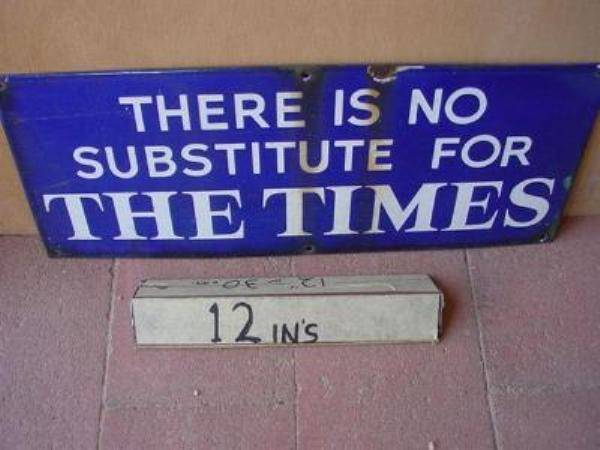 THERE IS NO
SUBSTITUTE FOR
THE TIMES
12 IN'S